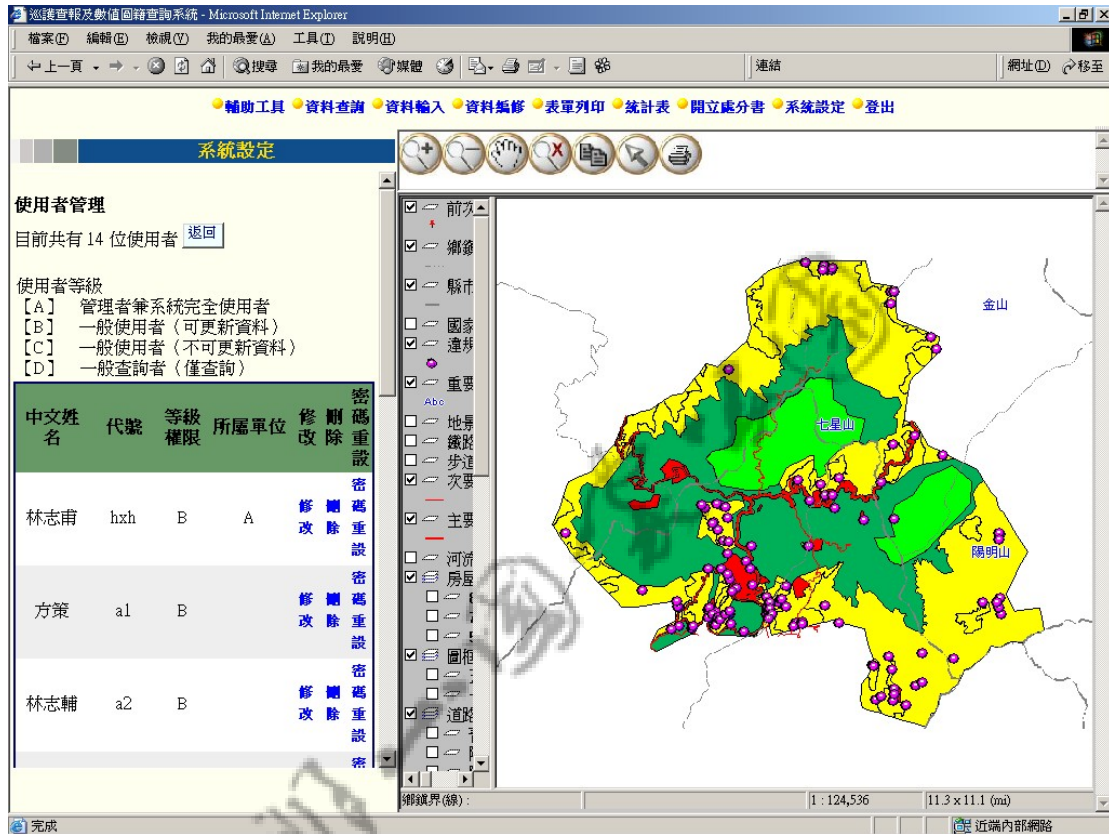 巡護查報及數值圖籍查詢系統 - Microsoft Internet Explorer
檔案(F) 編輯(E) 檢視(V) 我的最愛(A) 工具(T) 說明(H)
上一頁 搜尋 我的最愛 媒體 連結 網址(D) 移至
輔助工具 資料查詢 資料輸入 資料編修 表單列印 統計表 開立處分書 系統設定 登出
系統設定
使用者管理
目前共有 14 位使用者 返回
使用者等級
【A】 管理者兼系統完全使用者
【B】 一般使用者（可更新資料）
【C】 一般使用者（不可更新資料）
【D】 一般查詢者（僅查詢）
中文姓名 代號 等級權限 所屬單位 修改 刪除 密碼重設
林志甫 hxh B A 修改 刪除 密碼重設
方策 a1 B 修改 刪除 密碼重設
林志輔 a2 B 修改 刪除 密碼重設
密
前次
鄉鎮
縣市
國家
違規
重要
Abc
地景
鐵路
步道
次要
主要
河流
房屋
圖框
道路
金山
七星山
陽明山
鄉鎮界(線) :
1 : 124,536
11.3 x 11.1 (mi)
完成
近端內部網路